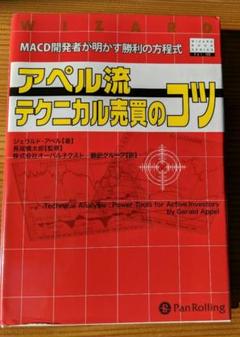 WIZARD
MACD開発者が明かす勝利の方程式
アペル流
テクニカル売買のコツ
ジェラルド・アペル[著]
長尾慎太郎[監修]
株式会社オーバルネクスト 翻訳グループ[訳]
Technical Analysis : Power Tools for Active Investors
by Gerald Appel
PanRolling